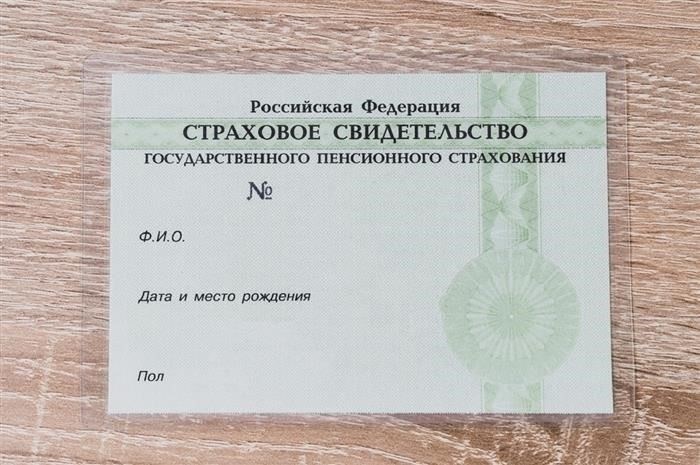 Российская Федерация
СТРАХОВОЕ СВИДЕТЕЛЬСТВО
ГОСУДАРСТВЕННОГО ПЕНСИОННОГО СТРАХОВАНИЯ
№
Ф.И.О.
Дата и место рождения
Пол